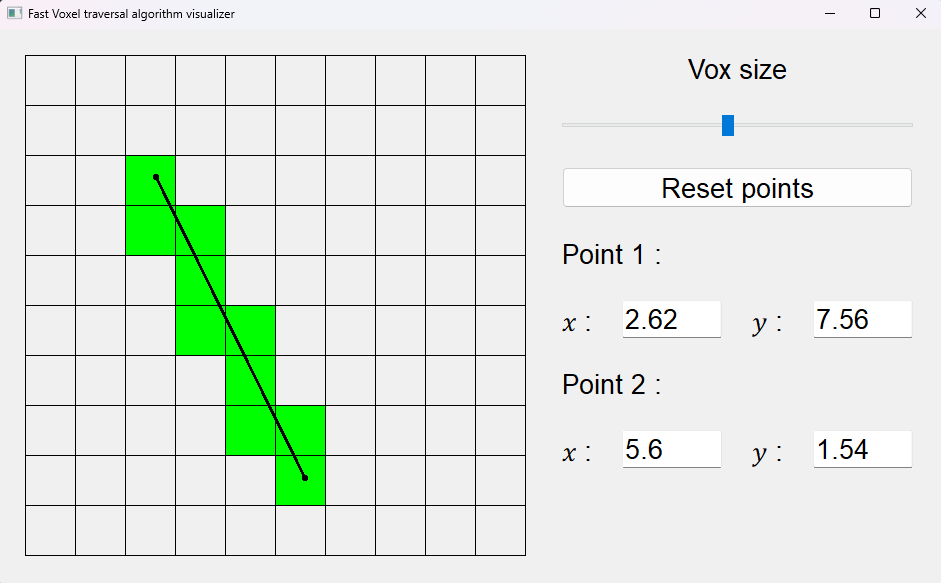 Fast Voxel traversal algorithm visualizer
Vox size
Reset points
Point 1 :
x : 2.62 y : 7.56
Point 2 :
x : 5.6 y : 1.54